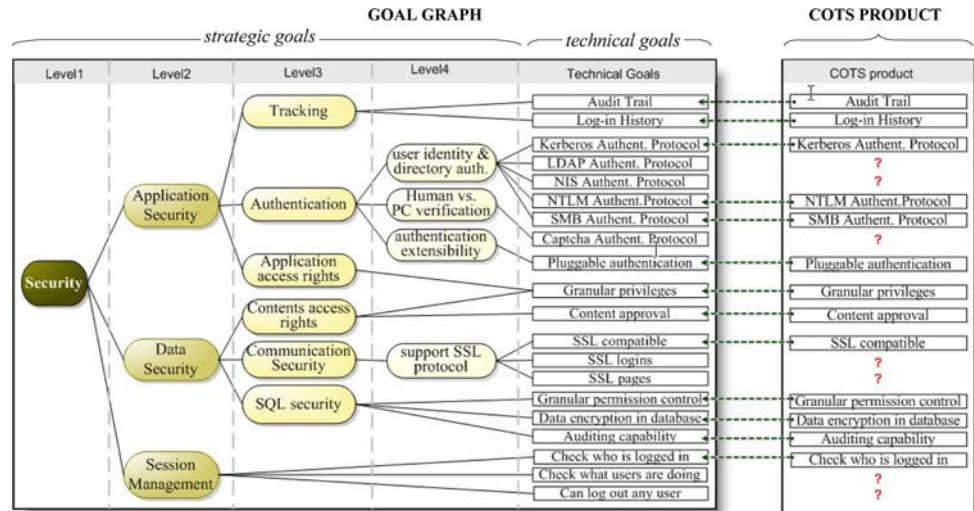 GOAL GRAPH
COTS PRODUCT
strategic goals
technical goals
Level1
Level2
Level3
Level4
Technical Goals
COTS product
Security
Application
Security
Data
Security
Session
Management
Tracking
Authentication
Application
access rights
Contents access
rights
Communication
Security
SQL security
user identity &
directory auth.
Human vs.
PC verification
authentication
extensibility
support SSL
protocol
Audit Trail
Log-in History
Kerberos Authent. Protocol
LDAP Authent. Protocol
NIS Authent. Protocol
NTLM Authent.Protocol
SMB Authent. Protocol
Captcha Authent. Protocol
Pluggable authentication
Granular privileges
Content approval
SSL compatible
SSL logins
SSL pages
Granular permission control
Data encryption in database
Auditing capability
Check who is logged in
Check what users are doing
Can log out any user
Audit Trail
Log-in History
Kerberos Authent. Protocol
?
?
NTLM Authent.Protocol
SMB Authent. Protocol
?
Pluggable authentication
Granular privileges
Content approval
SSL compatible
?
?
Granular permission control
Data encryption in database
Auditing capability
Check who is logged in
?
?